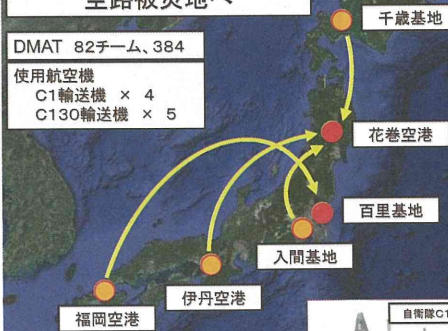 空路被災地へ
千歳基地
DMAT 82チーム、384
使用航空機
C1輸送機 × 4
C130輸送機 × 5
花巻空港
百里基地
入間基地
伊丹空港
福岡空港
自衛隊C